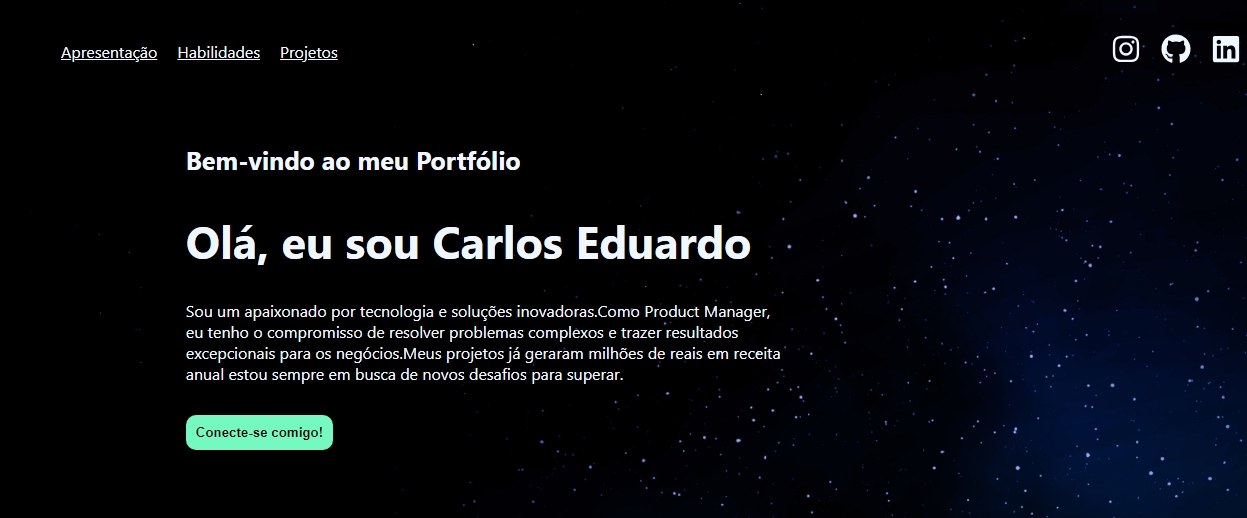 Apresentação Habilidades Projetos
Bem-vindo ao meu Portfólio
Olá, eu sou Carlos Eduardo
Sou um apaixonado por tecnologia e soluções inovadoras.Como Product Manager,
eu tenho o compromisso de resolver problemas complexos e trazer resultados
excepcionais para os negócios.Meus projetos já geraram milhões de reais em receita
anual estou sempre em busca de novos desafios para superar.
Conecte-se comigo!